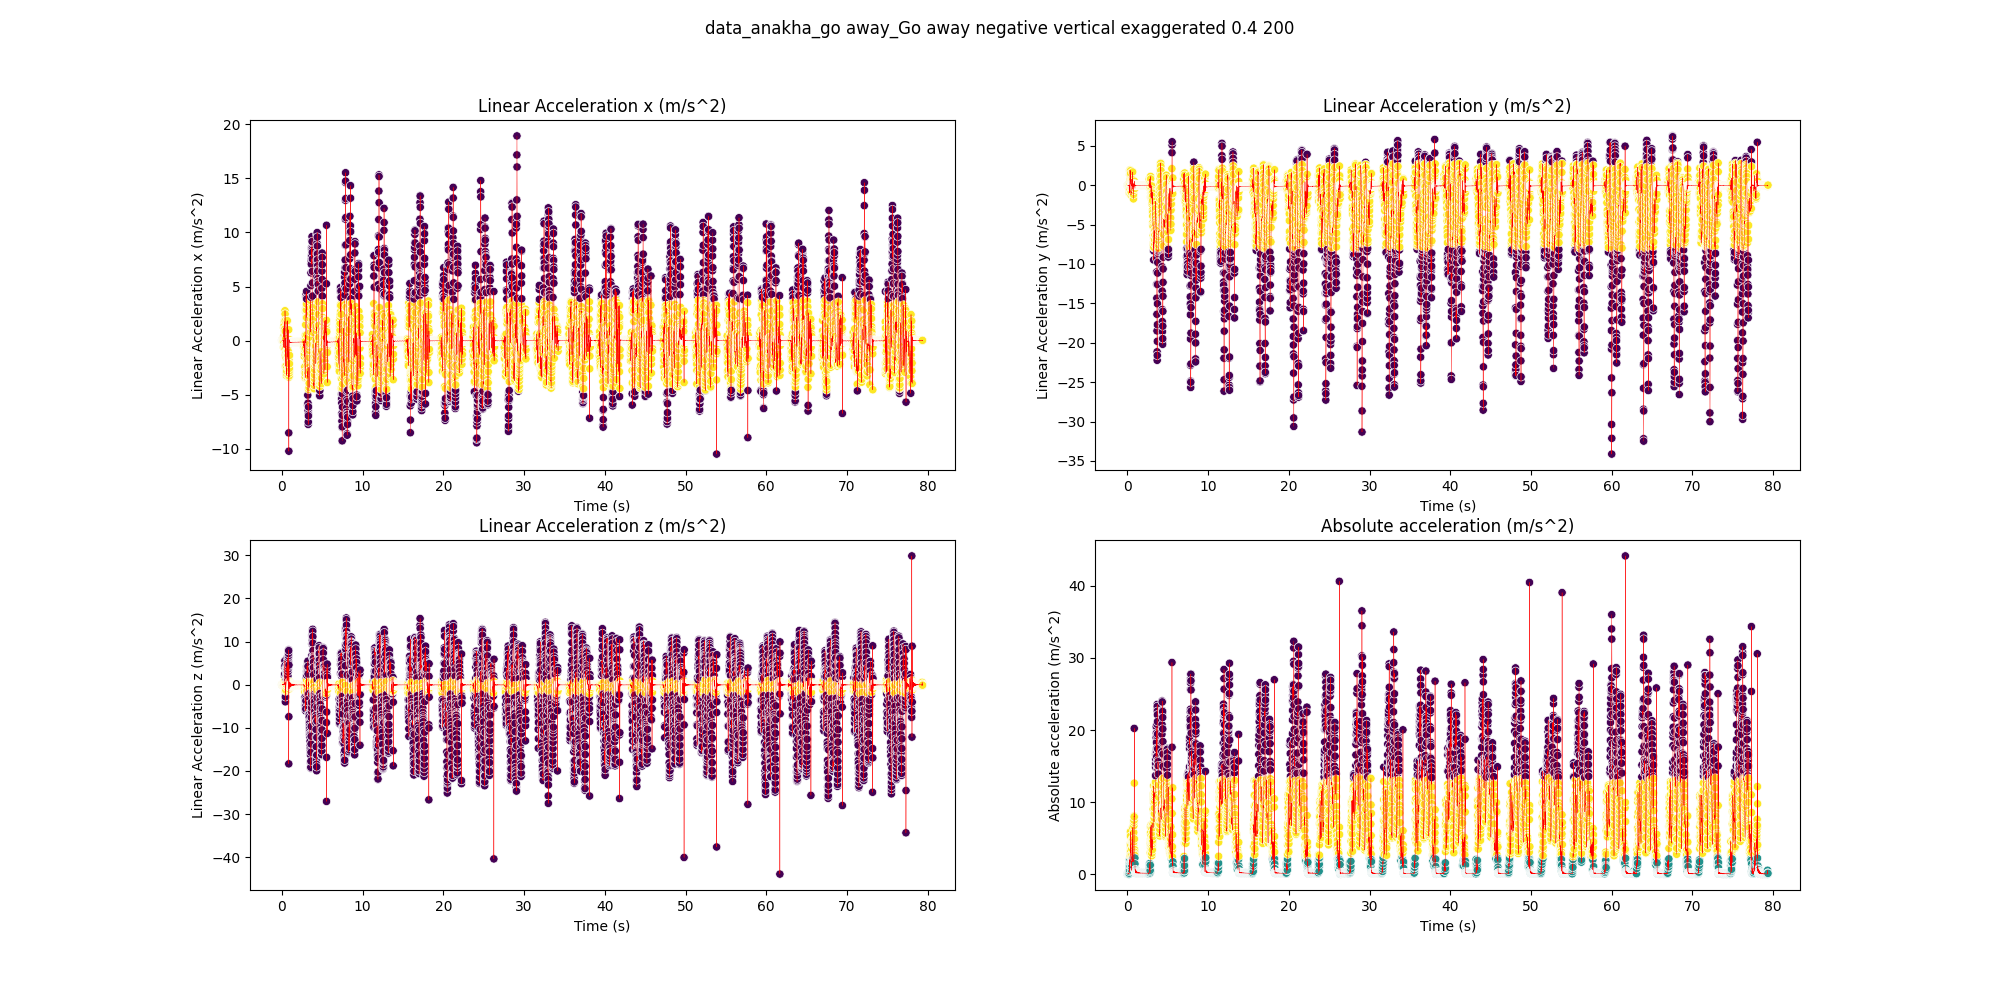 data_anakha_go away_Go away negative vertical exaggerated 0.4 200
Linear Acceleration x (m/s^2)
Linear Acceleration x (m/s^2)
20
15
10
5
0
−5
−10
0 10 20 30 40 50 60 70 80
Time (s)
Linear Acceleration y (m/s^2)
Linear Acceleration y (m/s^2)
5
0
−5
−10
−15
−20
−25
−30
−35
0 10 20 30 40 50 60 70 80
Time (s)
Linear Acceleration z (m/s^2)
Linear Acceleration z (m/s^2)
30
20
10
0
−10
−20
−30
−40
0 10 20 30 40 50 60 70 80
Time (s)
Absolute acceleration (m/s^2)
Absolute acceleration (m/s^2)
40
30
20
10
0
0 10 20 30 40 50 60 70 80
Time (s)